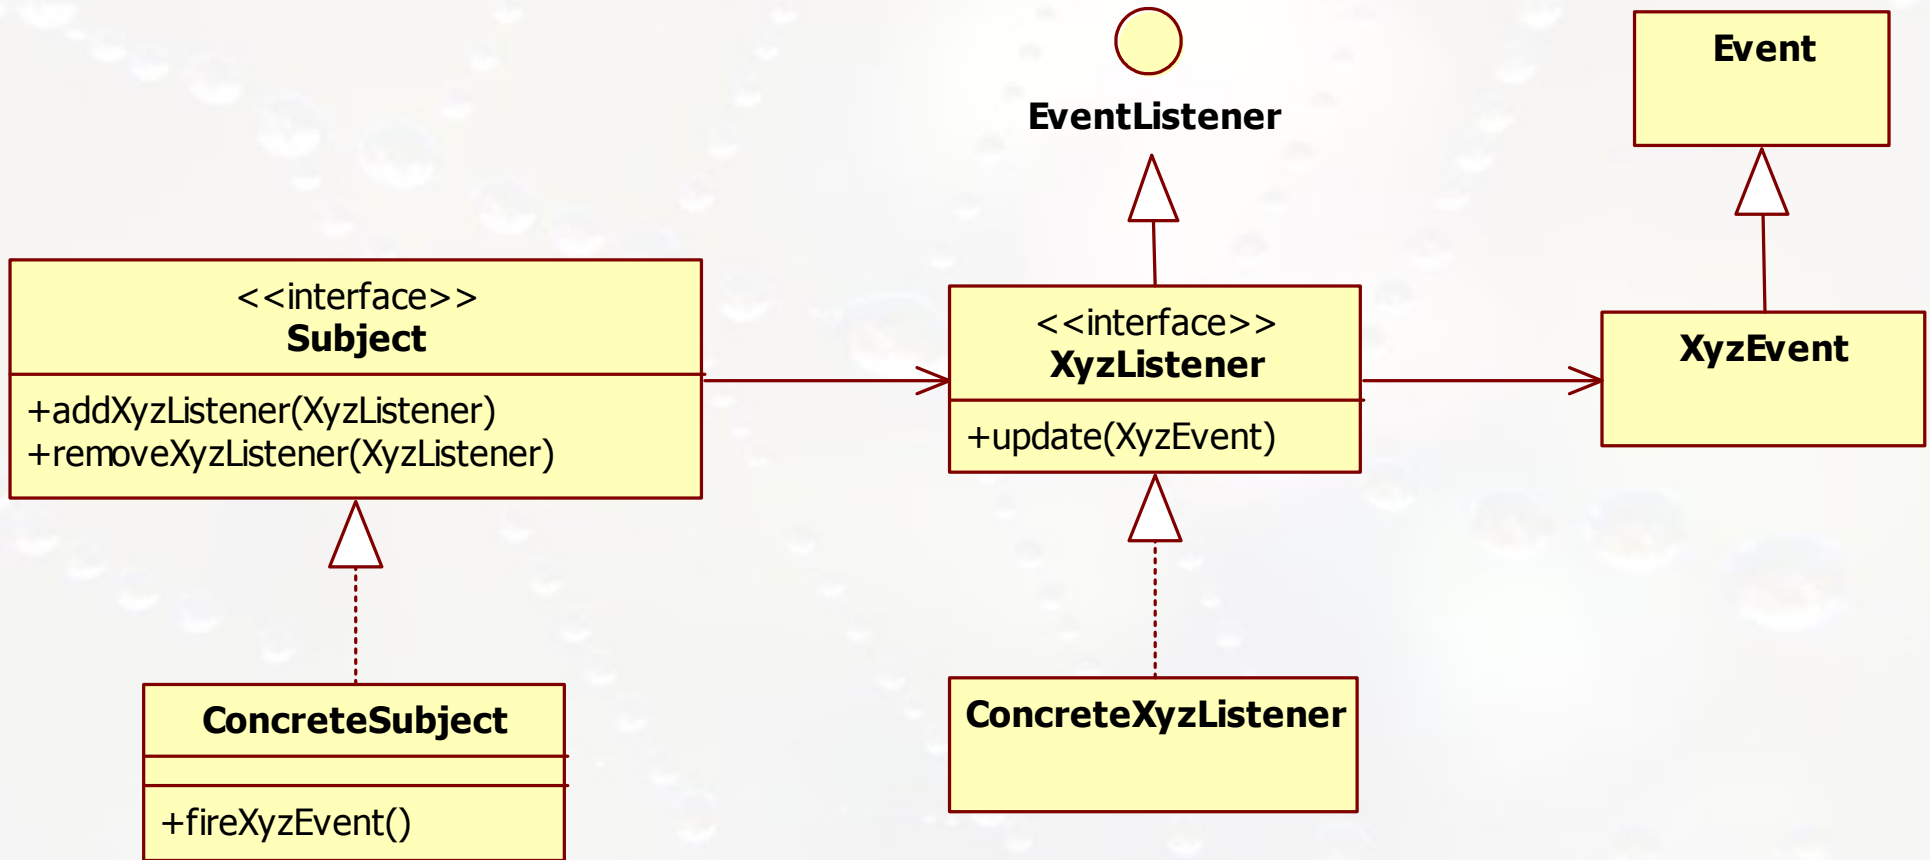 EventListener
Event
<<interface>>
Subject
+addXyzListener(XyzListener)
+removeXyzListener(XyzListener)
<<interface>>
XyzListener
+update(XyzEvent)
XyzEvent
ConcreteSubject
+fireXyzEvent()
ConcreteXyzListener